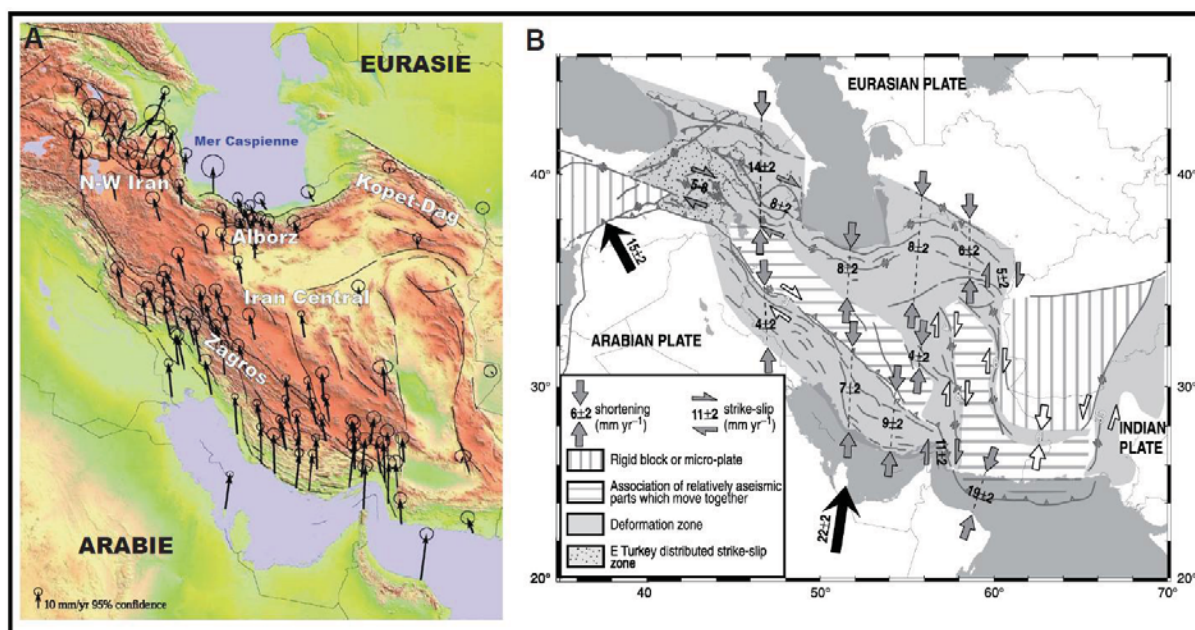 A
EURASIE
Mer Caspienne
N-W Iran
Kopet-Dag
Alborz
Iran Central
Zagros
ARABIE
10 mm/yr 95% confidence
B
EURASIAN PLATE
40°
40°
14±2
5-8
8±2
15±2
8±2
8±2
6±2
5±2
ARABIAN PLATE
4±2
4±2
30°
30°
7±2
9±2
11±2
INDIAN
PLATE
19±2
22±2
6±2 shortening
(mm yr⁻¹)
11±2 strike-slip
(mm yr⁻¹)
Rigid block or micro-plate
Association of relatively aseismic
parts which move together
Deformation zone
E Turkey distributed strike-slip
zone
20°
20°
40°
50°
60°
70°